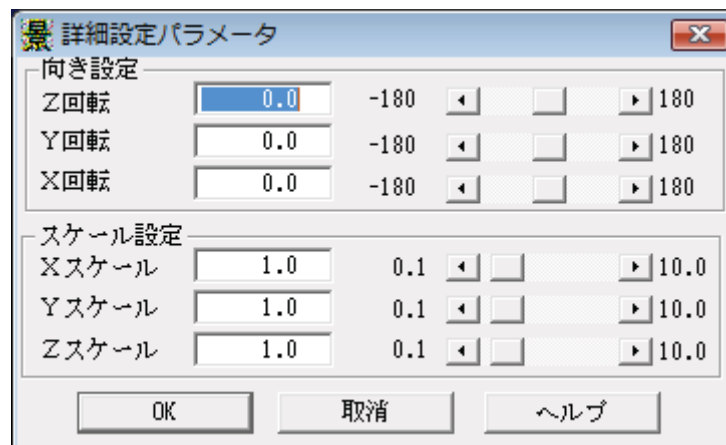 景 詳細設定パラメータ
向き設定
Z回転 0.0 -180 180
Y回転 0.0 -180 180
X回転 0.0 -180 180
スケール設定
Xスケール 1.0 0.1 10.0
Yスケール 1.0 0.1 10.0
Zスケール 1.0 0.1 10.0
OK 取消 ヘルプ